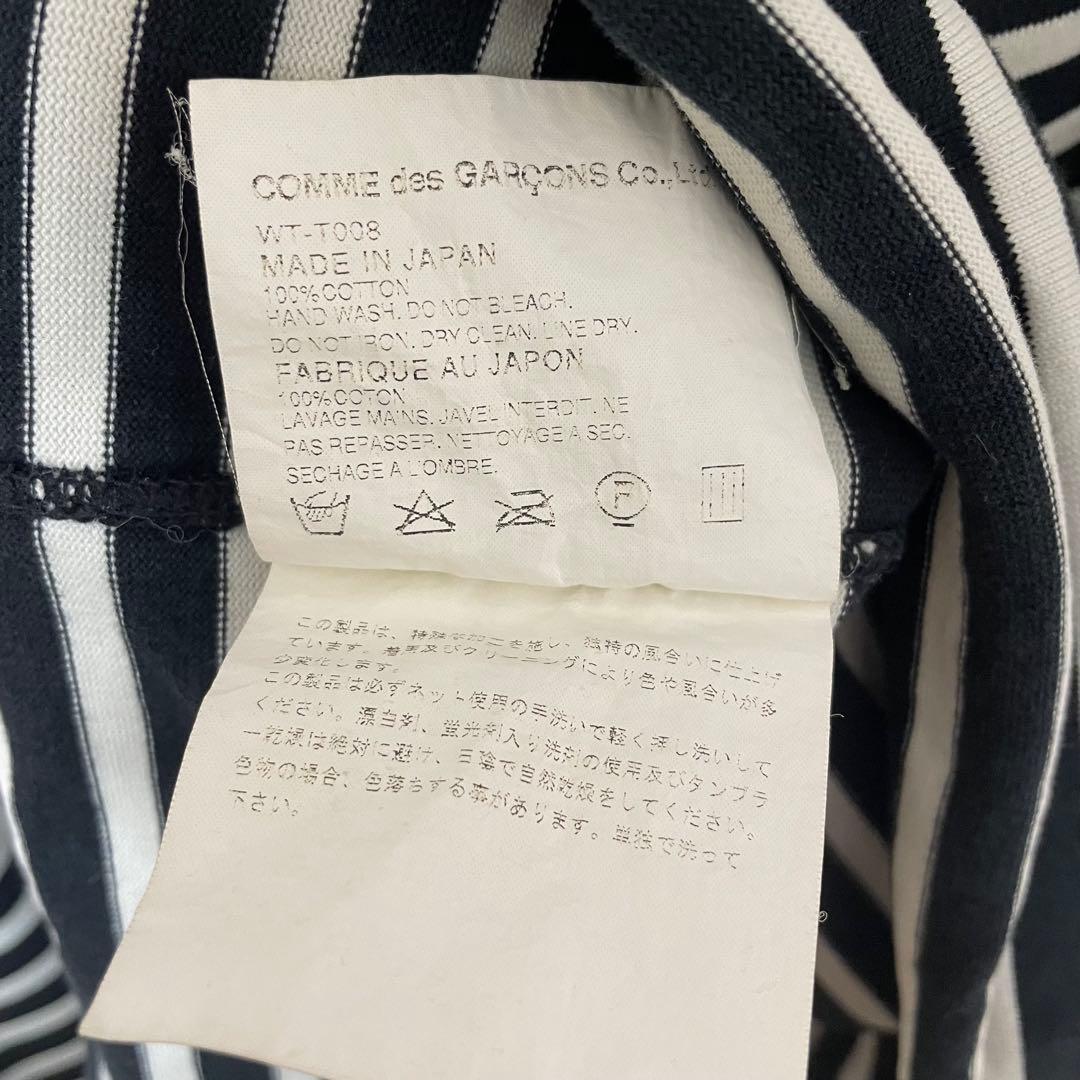 COMME des GARÇONS Co., Ltd.
WT-T008
MADE IN JAPAN
100%COTTON
HAND WASH. DO NOT BLEACH.
DO NOT IRON. DRY CLEAN. LINE DRY.
FABRIQUE AU JAPON
100%COTON
LAVAGE MAINS. JAVEL INTERDIT. NE
PAS REPASSER. NETTOYAGE A SEC.
SECHAGE A L'OMBRE.
F
この製品は、特殊な加工を施し、独特の風合いに仕上げ
ています。着用及びクリーニングにより色や風合いが多
少変化します。
この製品は必ずネット使用の手洗いで軽く押し洗いして
ください。漂白剤、蛍光剤入り洗剤の使用及びタンブラ
ー乾燥は絶対に避け、日陰で自然乾燥をしてください。
色物の場合、色落ちする事があります。単独で洗って
下さい。